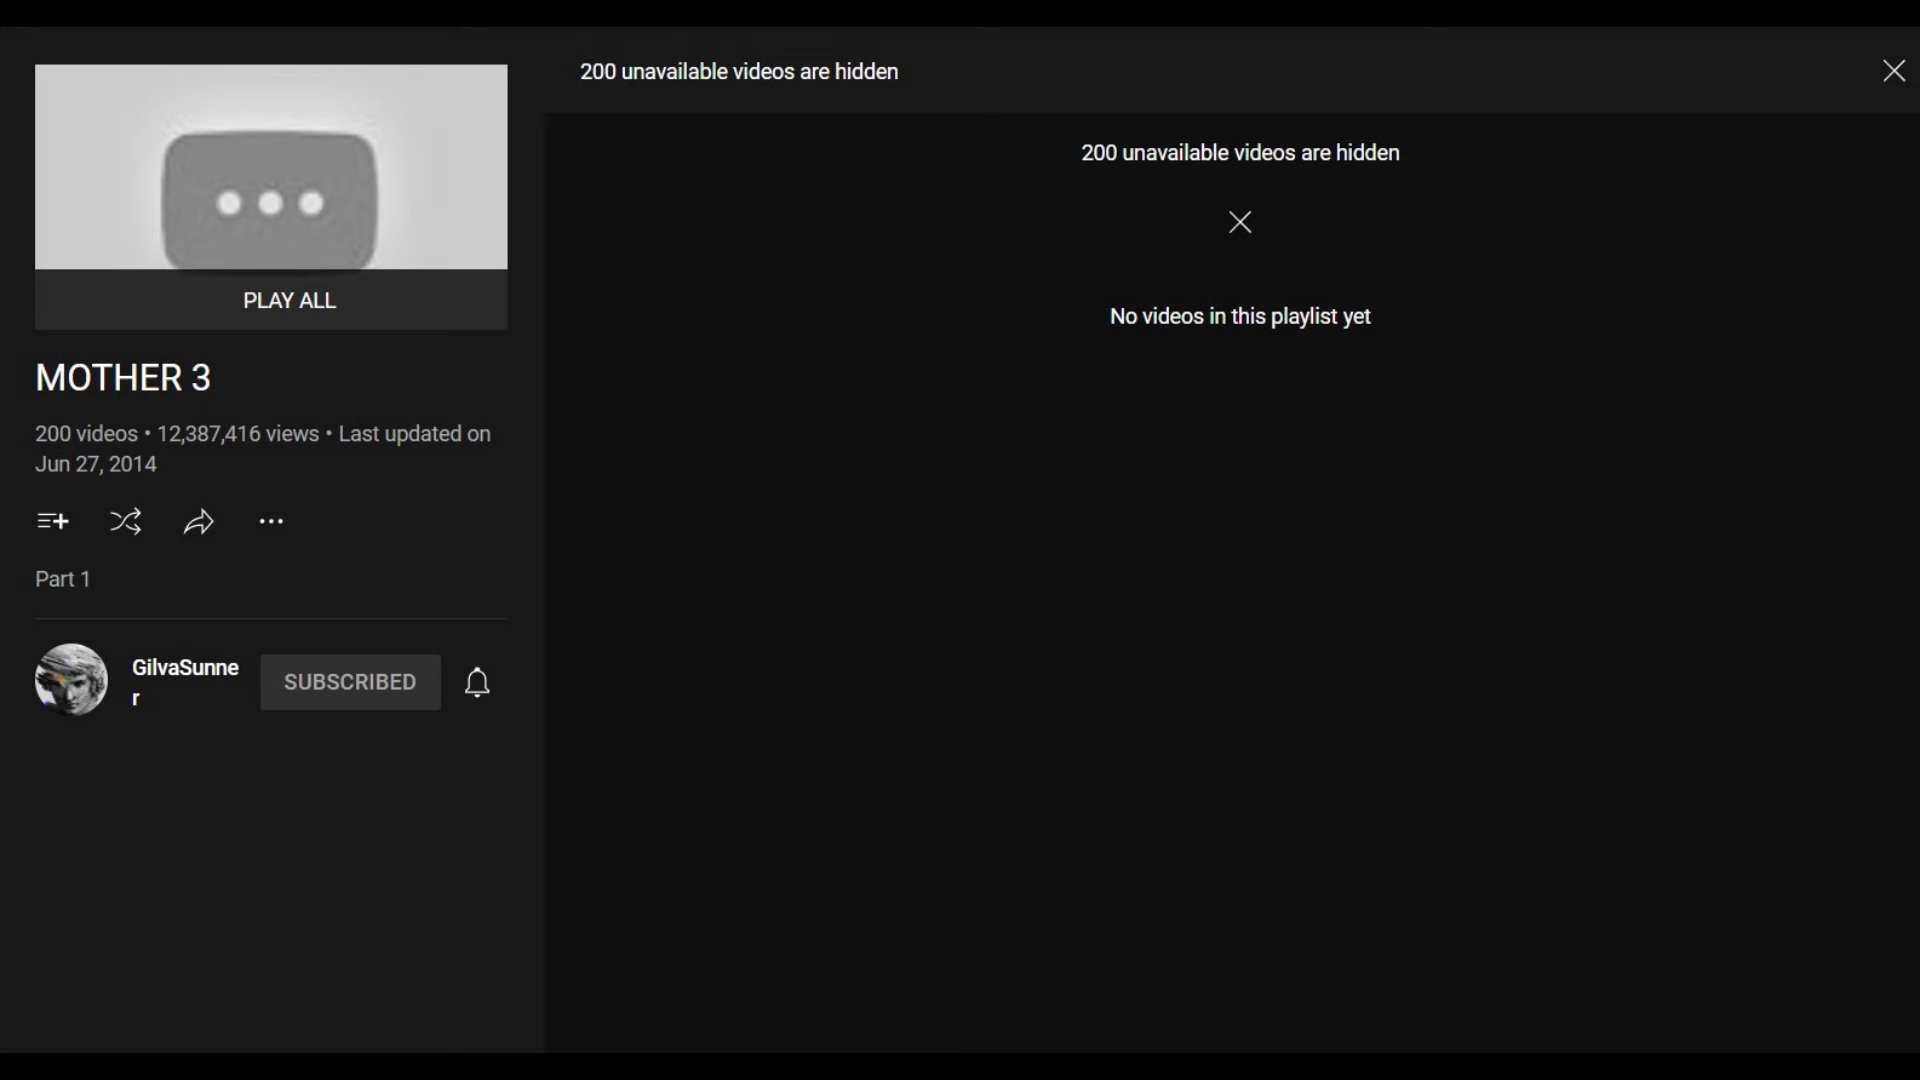 200 unavailable videos are hidden
200 unavailable videos are hidden
No videos in this playlist yet
PLAY ALL
MOTHER 3
200 videos • 12,387,416 views • Last updated on
Jun 27, 2014
Part 1
GilvaSunne
r
SUBSCRIBED